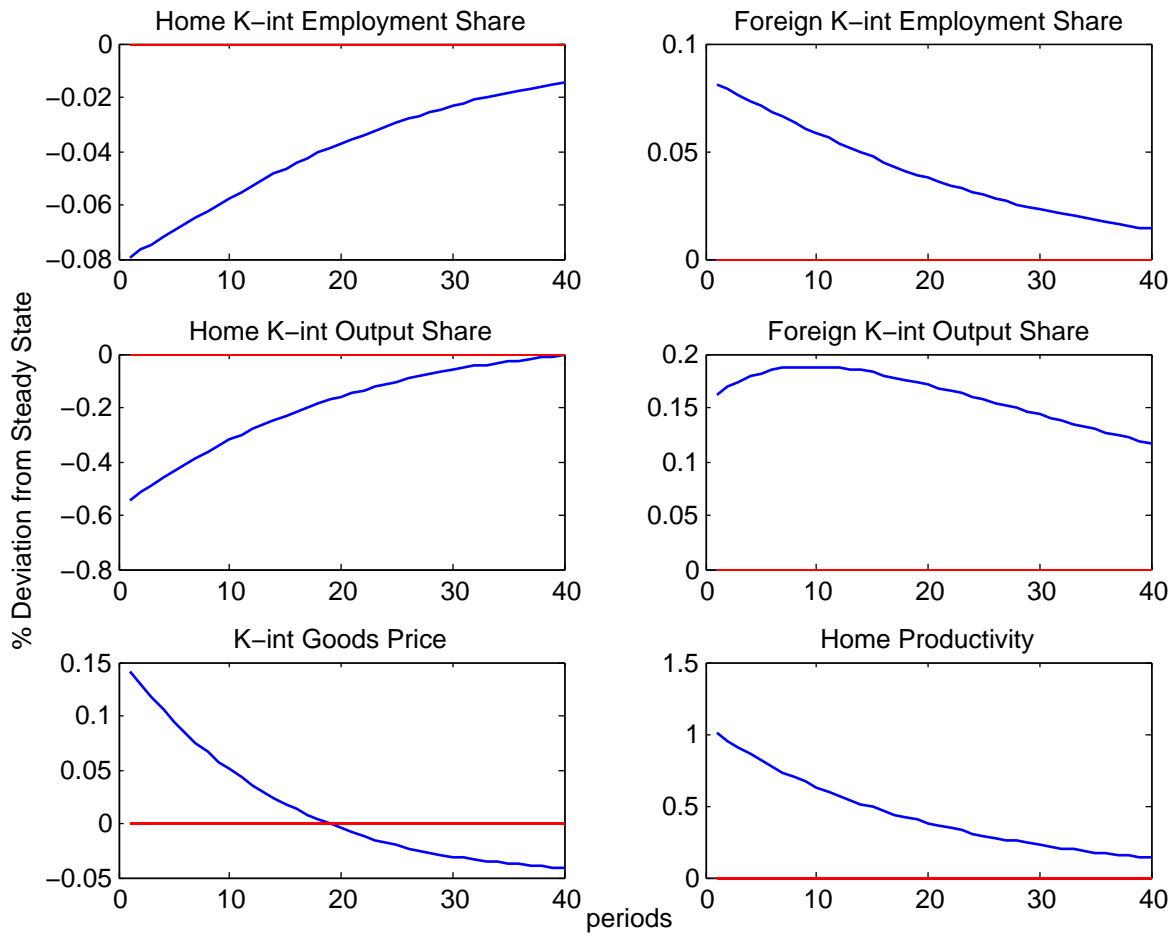 Home K−int Employment Share
Foreign K−int Employment Share
0
−0.02
−0.04
−0.06
−0.08
0 10 20 30 40
0.1
0.05
0
0 10 20 30 40
% Deviation from Steady State
Home K−int Output Share
Foreign K−int Output Share
0
−0.2
−0.4
−0.6
−0.8
0 10 20 30 40
0.2
0.15
0.1
0.05
0
0 10 20 30 40
K−int Goods Price
Home Productivity
0.15
0.1
0.05
0
−0.05
0 10 20 30 40
1.5
1
0.5
0
0 10 20 30 40
periods